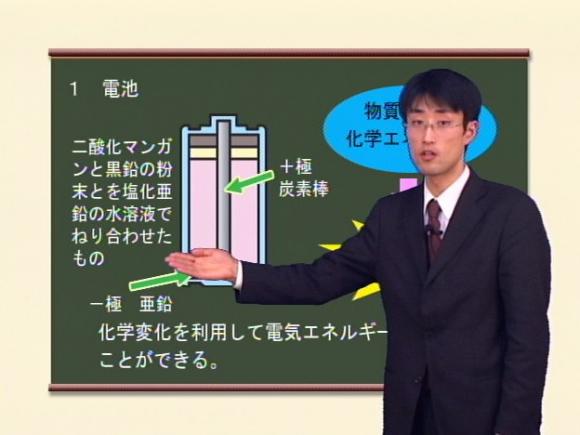 1 電池
物質
化学エ
二酸化マンガ
ンと黒鉛の粉
末とを塩化亜
鉛の水溶液で
ねり合わせた
もの
＋極
炭素棒
－極 亜鉛
化学変化を利用して電気エネルギー
ことができる。